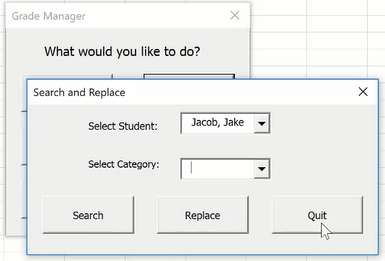 Grade Manager
What would you like to do?
Search and Replace
Select Student: Jacob, Jake
Select Category:
Search Replace Quit